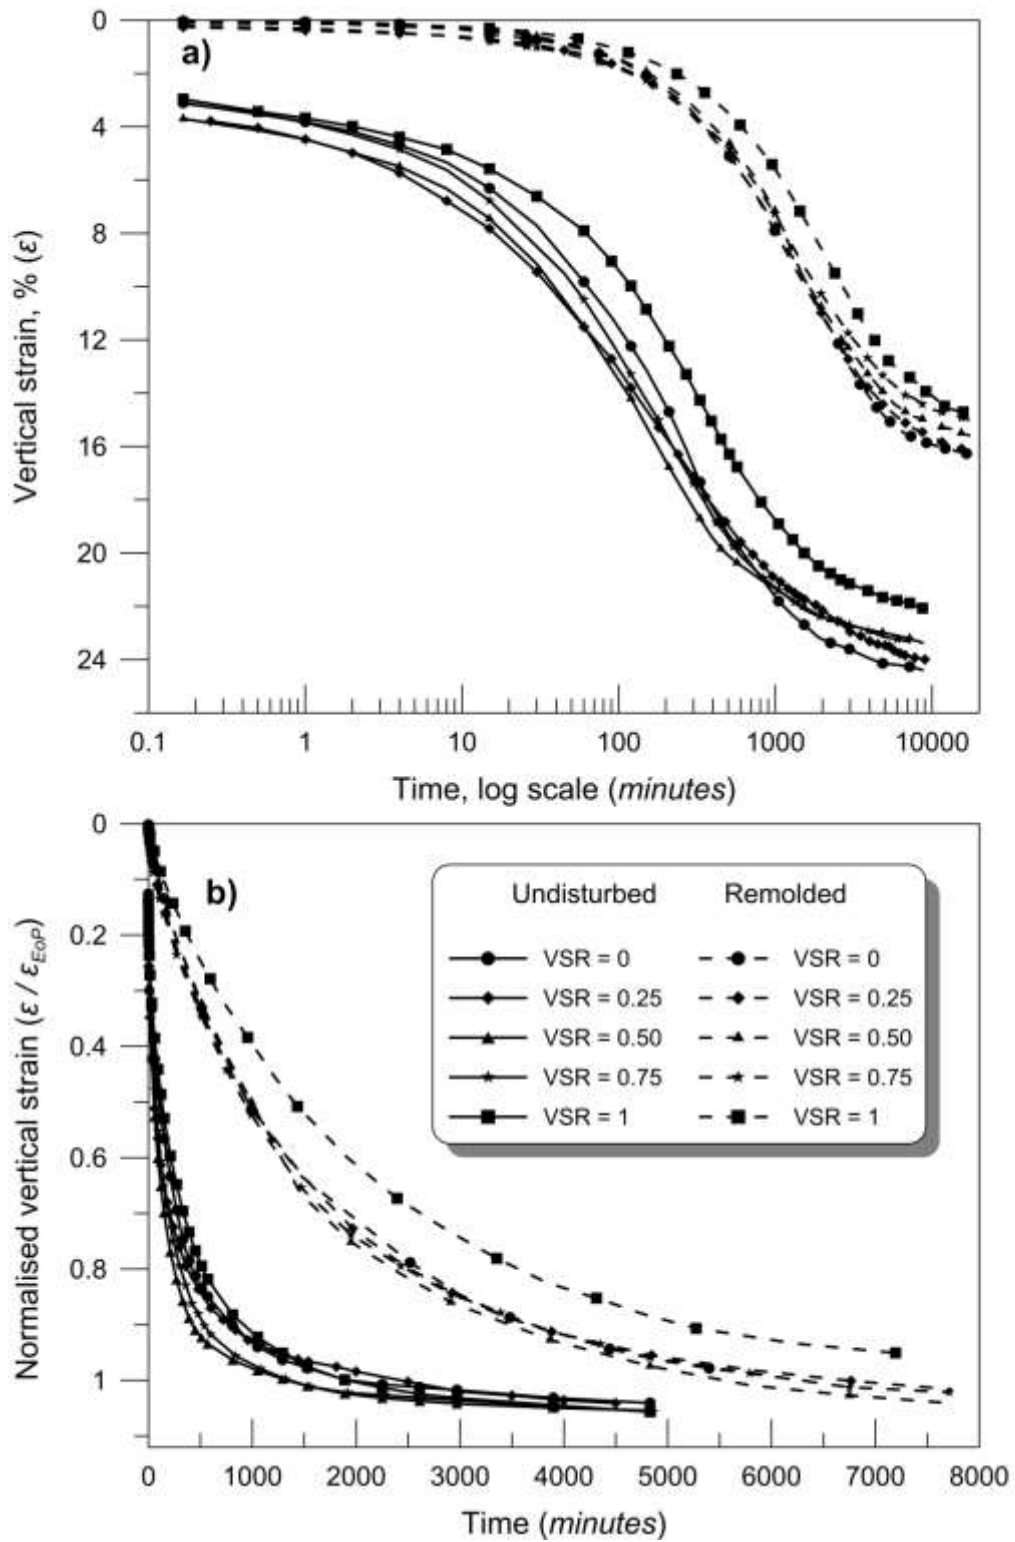 0
4
8
12
16
20
24
Vertical strain, % (ε)
a)
0.1 1 10 100 1000 10000
Time, log scale (minutes)
0
0.2
0.4
0.6
0.8
1
Normalised vertical strain (ε / εEoP)
b)
Undisturbed Remolded
VSR = 0 VSR = 0
VSR = 0.25 VSR = 0.25
VSR = 0.50 VSR = 0.50
VSR = 0.75 VSR = 0.75
VSR = 1 VSR = 1
0 1000 2000 3000 4000 5000 6000 7000 8000
Time (minutes)